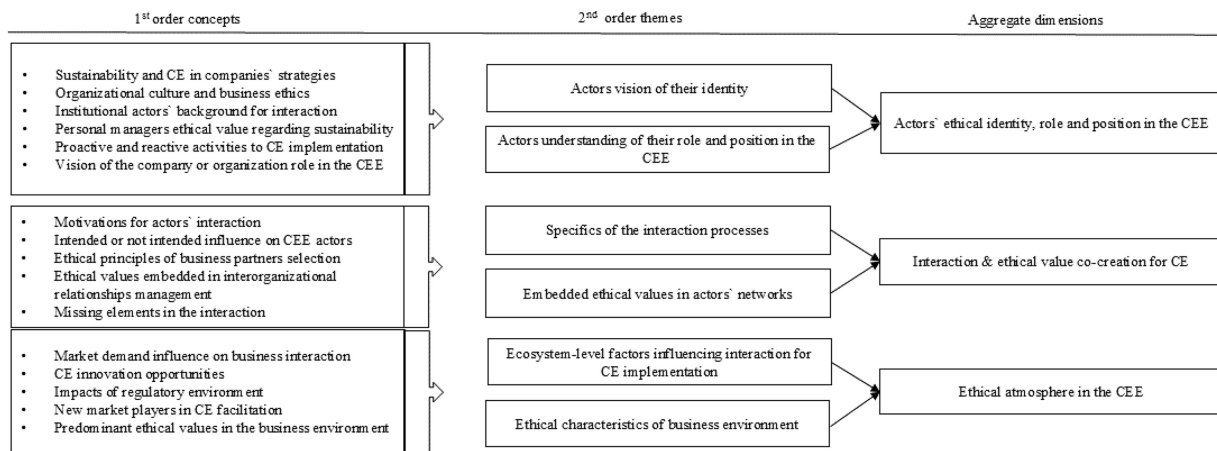 1st order concepts
2nd order themes
Aggregate dimensions
• Sustainability and CE in companies` strategies
• Organizational culture and business ethics
• Institutional actors` background for interaction
• Personal managers ethical value regarding sustainability
• Proactive and reactive activities to CE implementation
• Vision of the company or organization role in the CEE
Actors vision of their identity
Actors understanding of their role and position in the
CEE
Actors` ethical identity, role and position in the CEE
• Motivations for actors` interaction
• Intended or not intended influence on CEE actors
• Ethical principles of business partners selection
• Ethical values embedded in interorganizational
relationships management
• Missing elements in the interaction
Specifics of the interaction processes
Embedded ethical values in actors` networks
Interaction & ethical value co-creation for CE
• Market demand influence on business interaction
• CE innovation opportunities
• Impacts of regulatory environment
• New market players in CE facilitation
• Predominant ethical values in the business environment
Ecosystem-level factors influencing interaction for
CE implementation
Ethical characteristics of business environment
Ethical atmosphere in the CEE